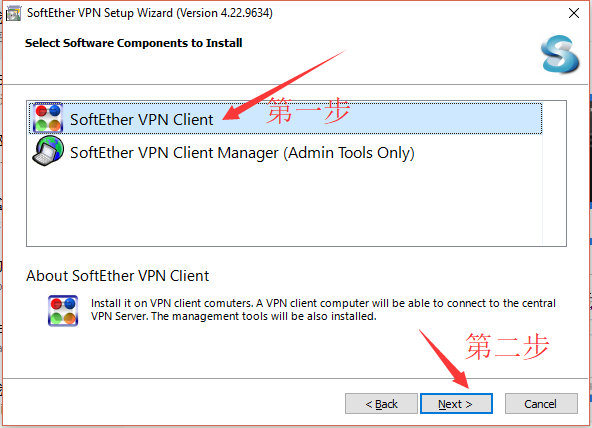 SoftEther VPN Setup Wizard (Version 4.22.9634)
Select Software Components to Install
SoftEther VPN Client
第一步
SoftEther VPN Client Manager (Admin Tools Only)
About SoftEther VPN Client
Install it on VPN client comuters. A VPN client computer will be able to connect to the central
VPN Server. The management tools will be also installed.
第二步
< Back
Next >
Cancel